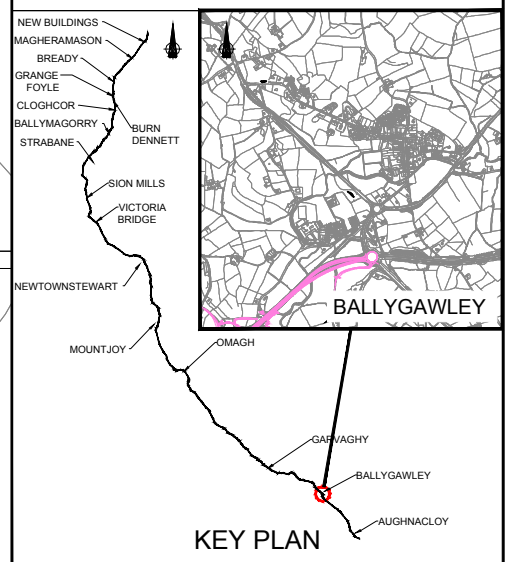 NEW BUILDINGS
MAGHERAMASON
BREADY
GRANGE
FOYLE
CLOGHCOR
BALLYMAGORRY
BURN
DENNETT
STRABANE
SION MILLS
VICTORIA
BRIDGE
NEWTOWNSTEWART
BALLYGAWLEY
MOUNTJOY
OMAGH
GARVAGHY
BALLYGAWLEY
AUGHNACLOY
KEY PLAN